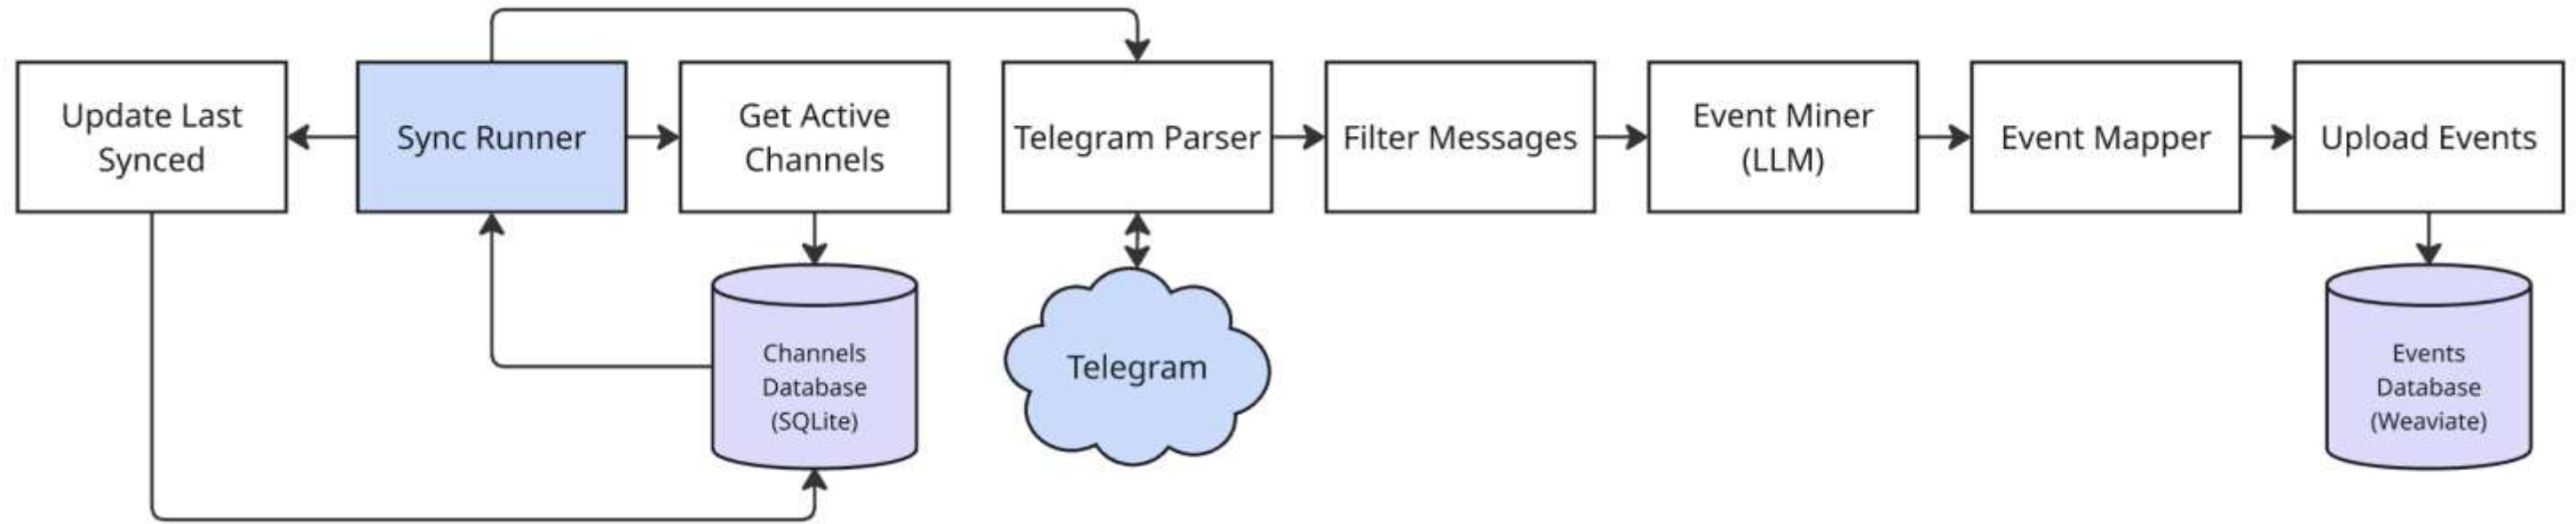 Update Last
Synced
Sync Runner
Get Active
Channels
Telegram Parser
Filter Messages
Event Miner
(LLM)
Event Mapper
Upload Events
Channels
Database
(SQLite)
Telegram
Events
Database
(Weaviate)